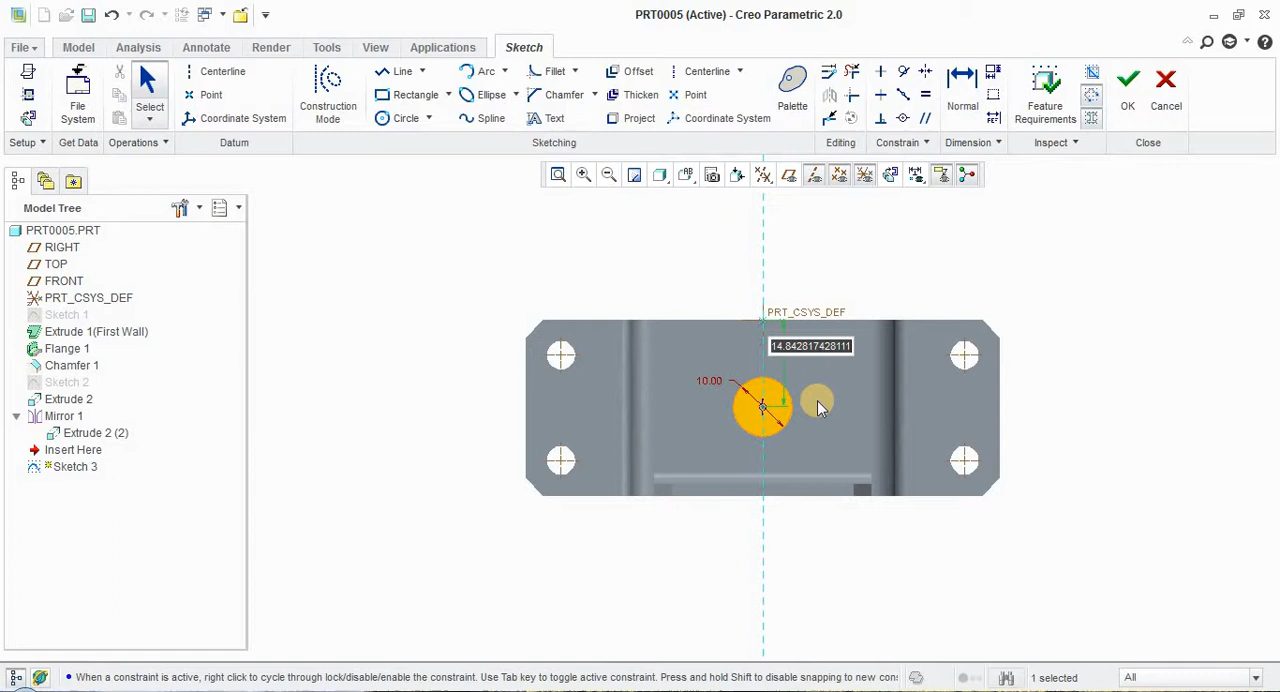 PRT0005 (Active) - Creo Parametric 2.0
File Model Analysis Annotate Render Tools View Applications Sketch
Centerline Line Arc Fillet Offset Centerline
Point Rectangle Ellipse Chamfer Thicken Point
Coordinate System Circle Spline Text Project Coordinate System
File System
Select
Construction Mode
Palette
Normal
Feature Requirements
OK Cancel
Setup Get Data Operations Datum Sketching Editing Constrain Dimension Inspect Close
Model Tree
PRT0005.PRT
RIGHT
TOP
FRONT
PRT_CSYS_DEF
Sketch 1
Extrude 1(First Wall)
Flange 1
Chamfer 1
Sketch 2
Extrude 2
Mirror 1
Extrude 2 (2)
Insert Here
Sketch 3
PRT_CSYS_DEF
14.842817428111
10.00
When a constraint is active, right click to cycle through lock/disable/enable the constraint. Use Tab key to toggle active constraint. Press and hold Shift to disable snapping to new con:
1 selected
All